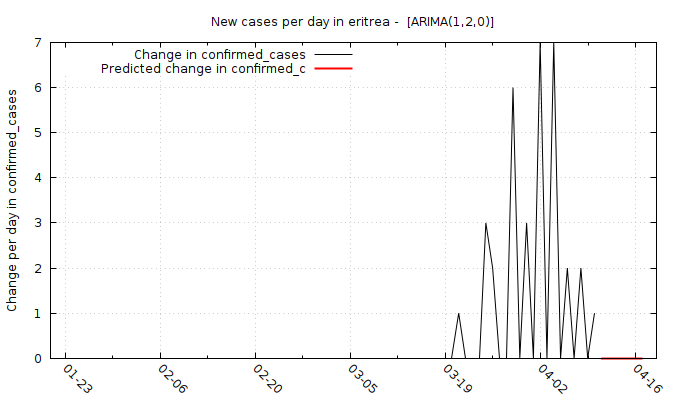 New cases per day in eritrea -  [ARIMA(1,2,0)]
Change in confirmed_cases
Predicted change in confirmed_c
Change per day in confirmed_cases
7
6
5
4
3
2
1
0
01-23 02-06 02-20 03-05 03-19 04-02 04-16